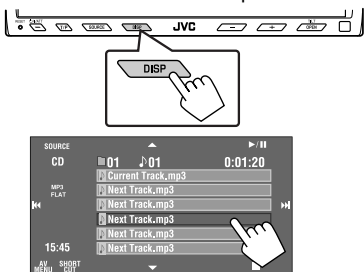 RESET
T/P
SOURCE
DISP
JVC
TILT
OPEN
DISP
SOURCE
CD
01 01 0:01:20
MP3
FLAT
Current Track.mp3
Next Track.mp3
Next Track.mp3
Next Track.mp3
Next Track.mp3
Next Track.mp3
15:45
AV
MENU
SHORT
CUT